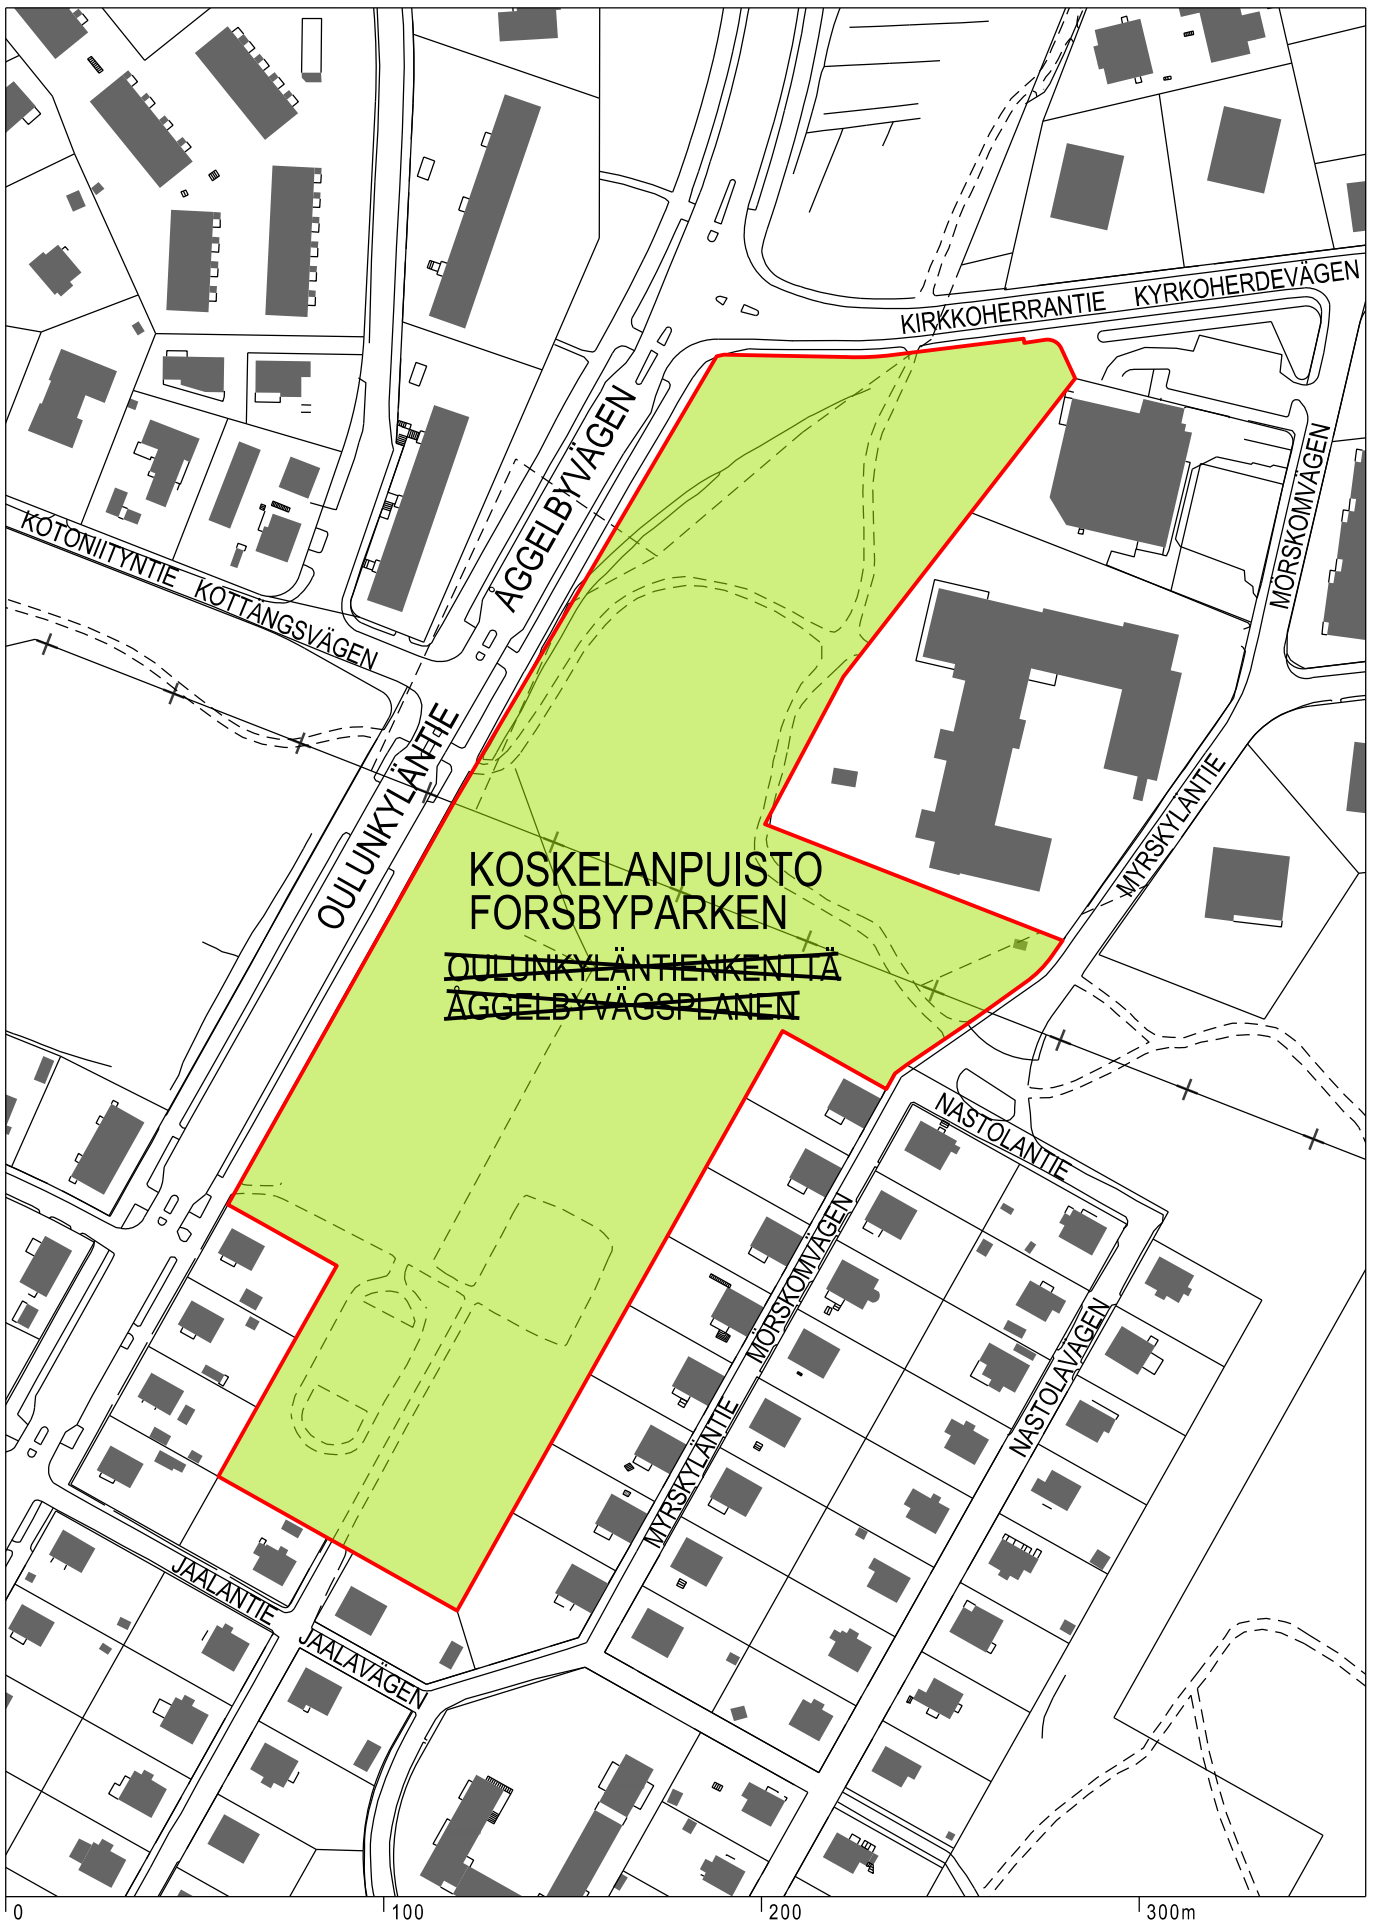 KIRKKOHERRANTIE KYRKOHERDEVÄGEN
ÅGGELBYVÄGEN
MÖRSKOMVÄGEN
KOTONIITYNTIE KOTTÄNGSVÄGEN
OULUNKYLÄNTIE
MYRSKYLÄNTIE
KOSKELANPUISTO
FORSBYPARKEN
OULUNKYLÄNTIENKENTTÄ
ÅGGELBYVÄGSPLANEN
NASTOLANTIE
MÖRSKOMVÄGEN
NASTOLAVÄGEN
MYRSKYLÄNTIE
JAALANTIE
JAALAVÄGEN
0 100 200 300m